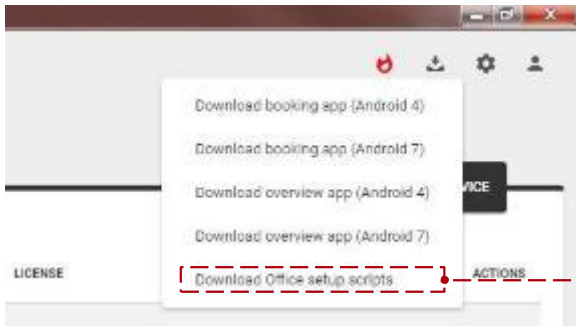 Download booking app (Android 4)
Download booking app (Android 7)
Download overview app (Android 4)
VICE
Download overview app (Android 7)
LICENSE
Download Office setup scripts
ACTIONS